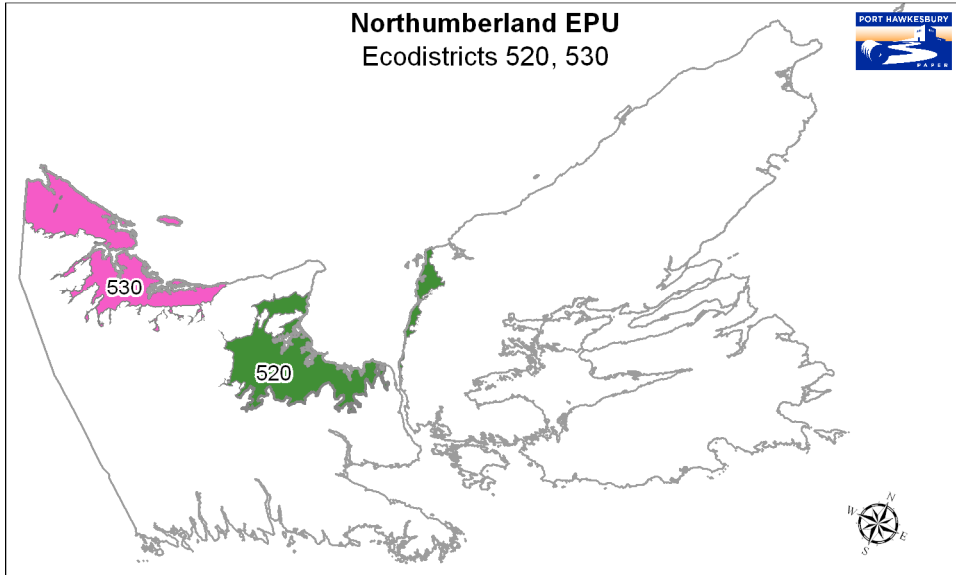 Northumberland EPU
Ecodistricts 520, 530
PORT HAWKESBURY
PAPER
530
520
N
W
E
S